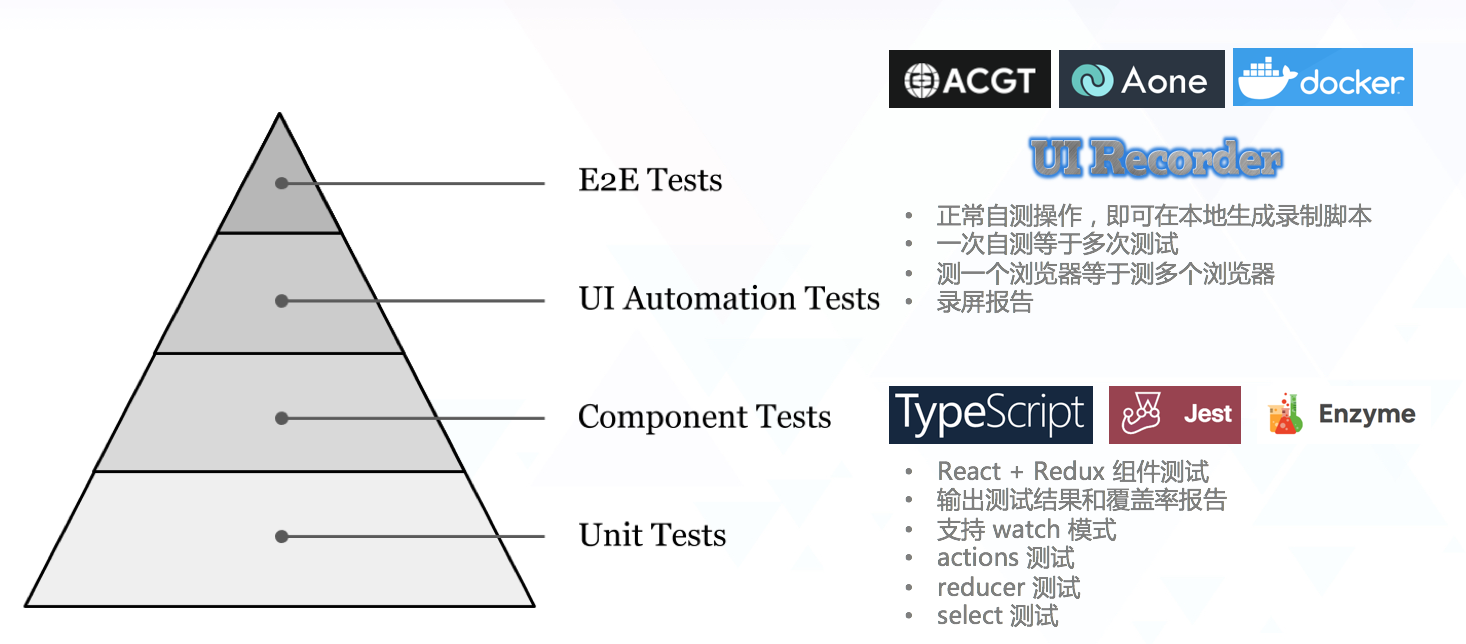 ACGT
Aone
docker
UI Recorder
E2E Tests
正常自测操作，即可在本地生成录制脚本
一次自测等于多次测试
测一个浏览器等于测多个浏览器
录屏报告
UI Automation Tests
TypeScript
Jest
Enzyme
Component Tests
React + Redux 组件测试
输出测试结果和覆盖率报告
支持 watch 模式
actions 测试
reducer 测试
select 测试
Unit Tests